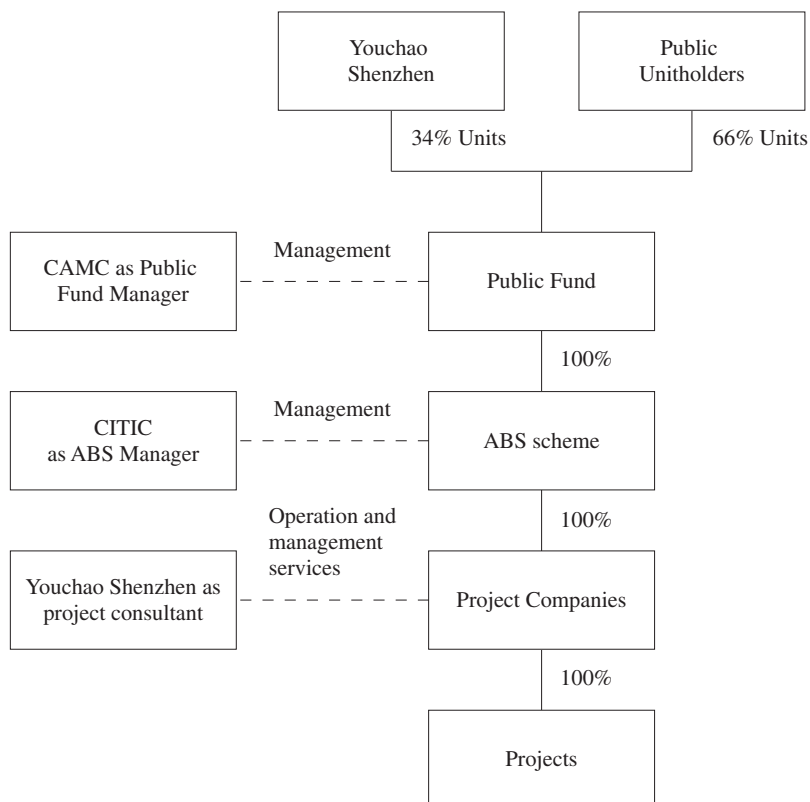 Youchao
Shenzhen
Public
Unitholders
34% Units
66% Units
CAMC as Public
Fund Manager
Management
Public Fund
100%
CITIC
as ABS Manager
Management
ABS scheme
100%
Operation and
management
services
Youchao Shenzhen as
project consultant
Project Companies
100%
Projects